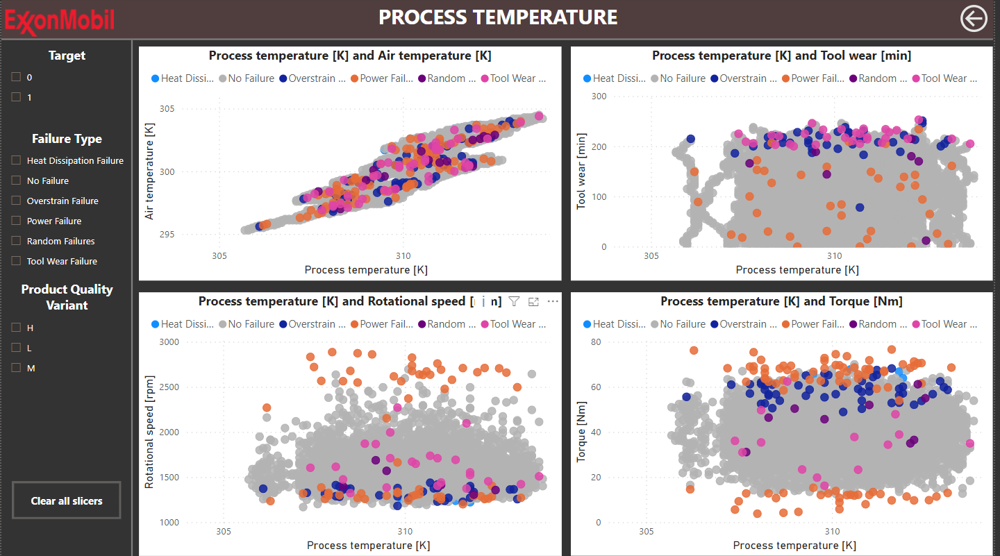 ExxonMobil
PROCESS TEMPERATURE
Target
0
1
Failure Type
Heat Dissipation Failure
No Failure
Overstrain Failure
Power Failure
Random Failures
Tool Wear Failure
Product Quality
Variant
H
L
M
Clear all slicers
Process temperature [K] and Air temperature [K]
Heat Dissi... No Failure Overstrain ... Power Fail... Random ... Tool Wear ...
Air temperature [K]
305
300
295
305 310
Process temperature [K]
Process temperature [K] and Tool wear [min]
Heat Dissi... No Failure Overstrain ... Power Fail... Random ... Tool Wear ...
Tool wear [min]
300
200
100
0
305 310
Process temperature [K]
Process temperature [K] and Rotational speed [ m]
Heat Dissi... No Failure Overstrain ... Power Fail... Random ... Tool Wear ...
Rotational speed [rpm]
3000
2500
2000
1500
1000
305 310
Process temperature [K]
Process temperature [K] and Torque [Nm]
Heat Dissi... No Failure Overstrain ... Power Fail... Random ... Tool Wear ...
Torque [Nm]
80
60
40
20
0
305 310
Process temperature [K]